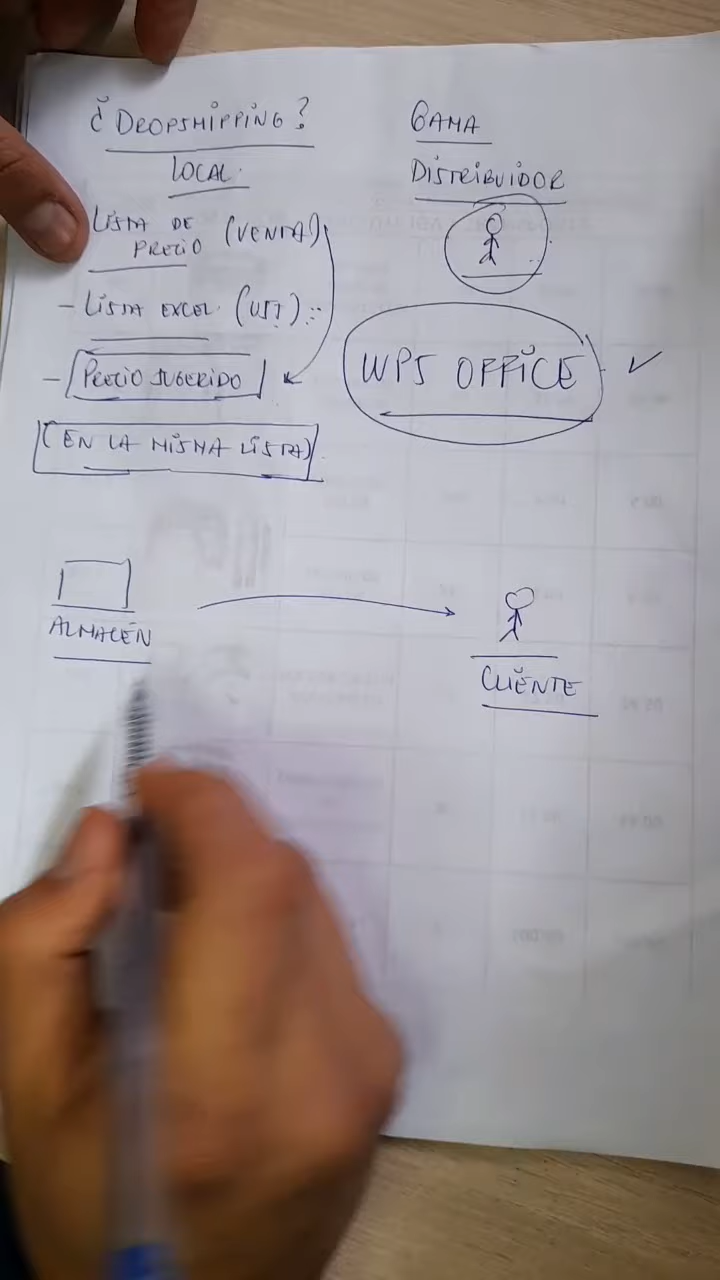 ¿DROPSHIPPING?
LOCAL.
LISTA DE
PRECIO (VENTA)
- LISTA EXCEL. (UST)
- PRECIO SUGERIDO
(EN LA MISMA LISTA)
GAMA
DISTRIBUIDOR
WPS OFFICE
ALMACÉN
CLIENTE